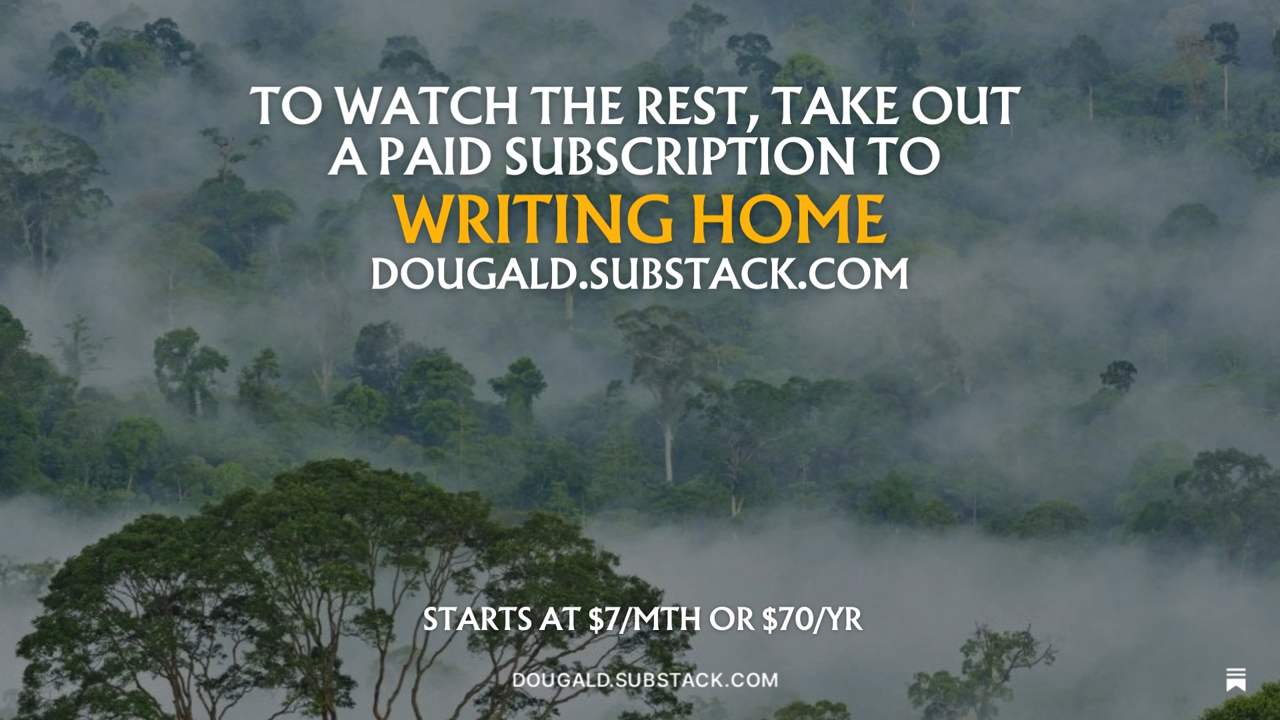 TO WATCH THE REST, TAKE OUT
A PAID SUBSCRIPTION TO
WRITING HOME
DOUGALD.SUBSTACK.COM
STARTS AT $7/MTH OR $70/YR
DOUGALD.SUBSTACK.COM